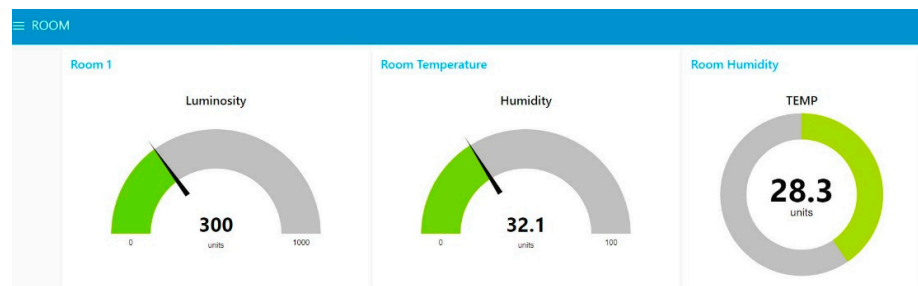 ROOM
Room 1
Luminosity
300
units
0
1000
Room Temperature
Humidity
32.1
units
0
100
Room Humidity
TEMP
28.3
units